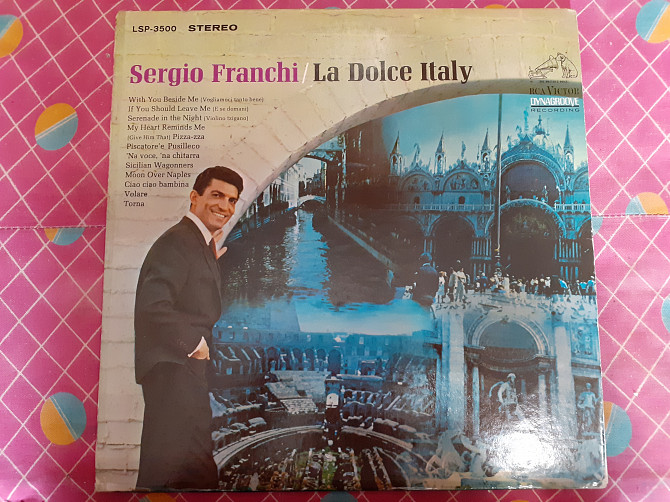 LSP-3500 STEREO
Sergio Franchi/La Dolce Italy
With You Beside Me (Vogliamoci tanto bene)
If You Should Leave Me (E se domani)
Serenade in the Night (Violino tzigano)
My Heart Reminds Me
(Give Him That) Pizza-zza
Piscatore'e Pusilleco
'Na voce, 'na chitarra
Sicilian Wagonners
Moon Over Naples
Ciao ciao bambina
Volare
Torna
RCA VICTOR
DYNAGROOVE
RECORDING